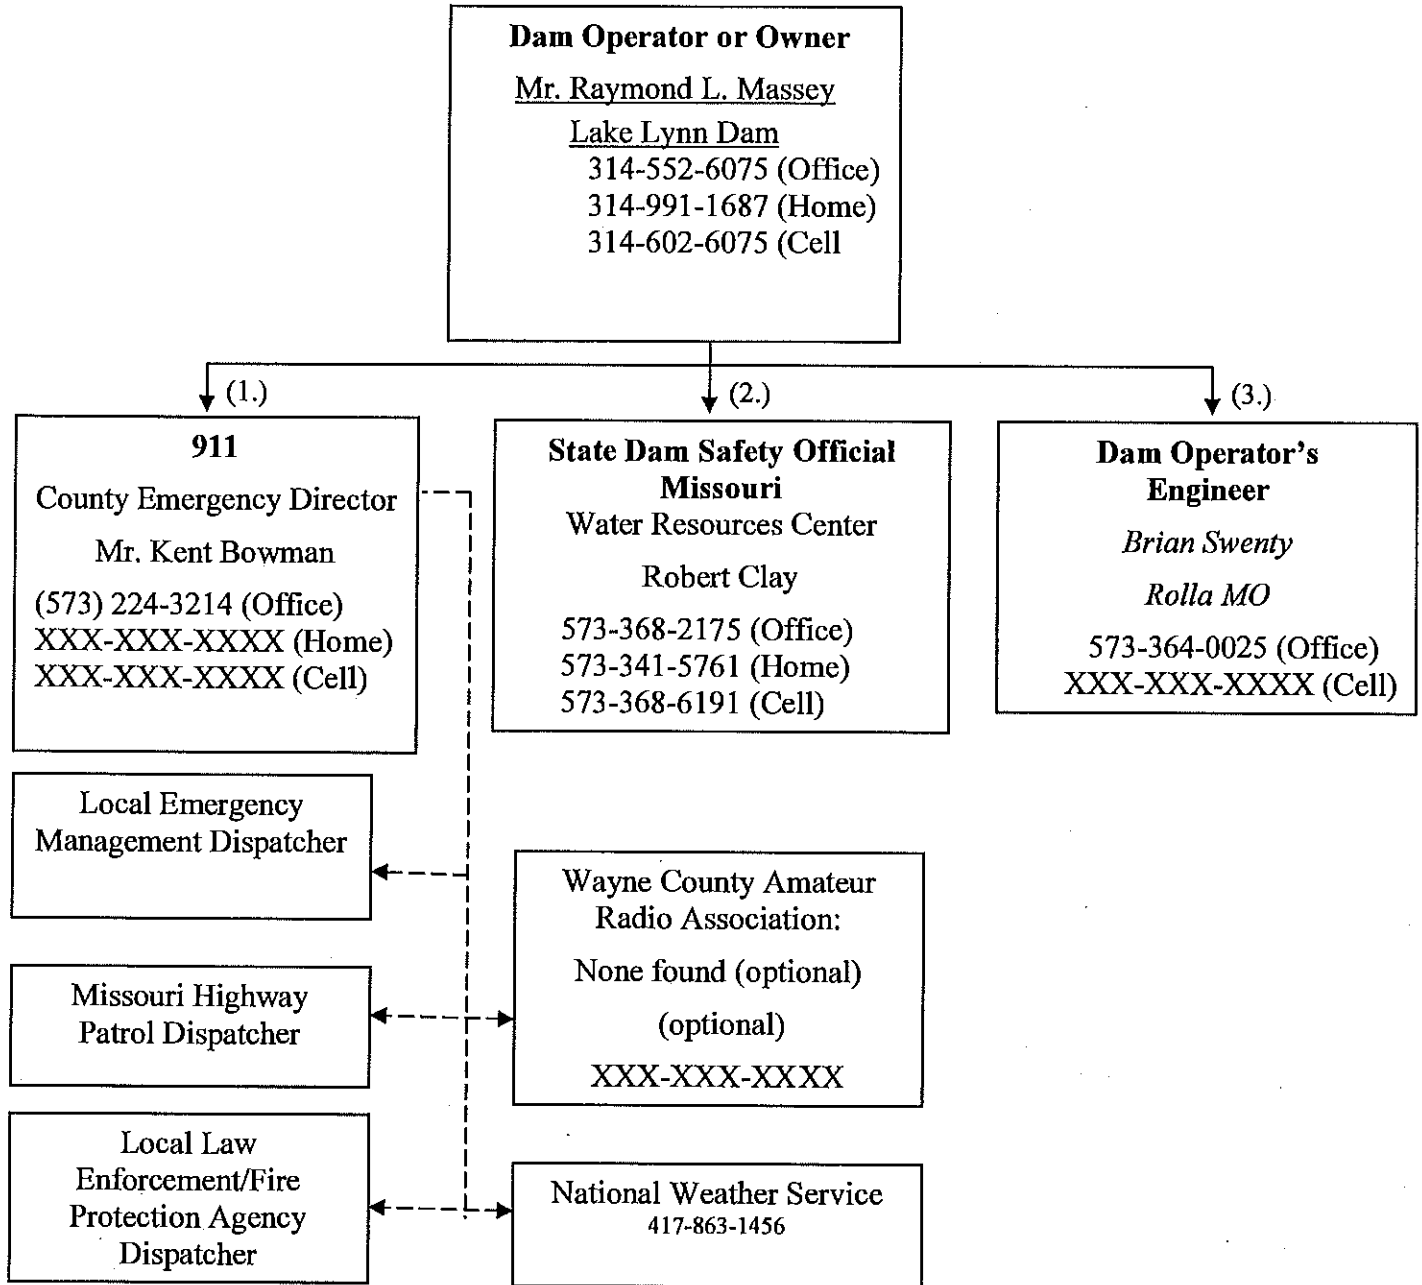 Dam Operator or Owner
Mr. Raymond L. Massey
Lake Lynn Dam
314-552-6075 (Office)
314-991-1687 (Home)
314-602-6075 (Cell
(1.)
(2.)
(3.)
911
County Emergency Director
Mr. Kent Bowman
(573) 224-3214 (Office)
XXX-XXX-XXXX (Home)
XXX-XXX-XXXX (Cell)
State Dam Safety Official
Missouri
Water Resources Center
Robert Clay
573-368-2175 (Office)
573-341-5761 (Home)
573-368-6191 (Cell)
Dam Operator's
Engineer
Brian Swenty
Rolla MO
573-364-0025 (Office)
XXX-XXX-XXXX (Cell)
Local Emergency
Management Dispatcher
Wayne County Amateur
Radio Association:
None found (optional)
(optional)
XXX-XXX-XXXX
Missouri Highway
Patrol Dispatcher
Local Law
Enforcement/Fire
Protection Agency
Dispatcher
National Weather Service
417-863-1456